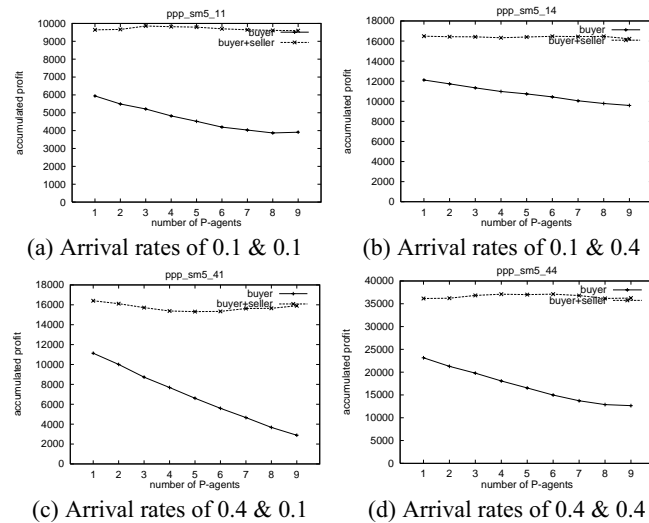 ppp_sm5_11
10000
9000
8000
7000
6000
5000
4000
3000
2000
1000
0
accumulated profit
buyer
buyer+seller
1 2 3 4 5 6 7 8 9
number of P-agents
(a) Arrival rates of 0.1 & 0.1
ppp_sm5_14
18000
16000
14000
12000
10000
8000
6000
4000
2000
0
accumulated profit
buyer
buyer+seller
1 2 3 4 5 6 7 8 9
number of P-agents
(b) Arrival rates of 0.1 & 0.4
ppp_sm5_41
18000
16000
14000
12000
10000
8000
6000
4000
2000
0
accumulated profit
buyer
buyer+seller
1 2 3 4 5 6 7 8 9
number of P-agents
(c) Arrival rates of 0.4 & 0.1
ppp_sm5_44
40000
35000
30000
25000
20000
15000
10000
5000
0
accumulated profit
buyer
buyer+seller
1 2 3 4 5 6 7 8 9
number of P-agents
(d) Arrival rates of 0.4 & 0.4